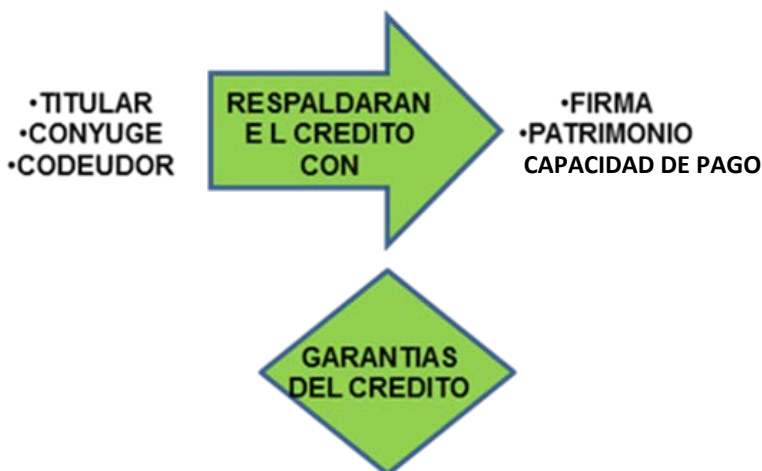 •TITULAR
•CONYUGE
•CODEUDOR
RESPALDARAN
E L CREDITO
CON
•FIRMA
•PATRIMONIO
CAPACIDAD DE PAGO
GARANTIAS
DEL CREDITO